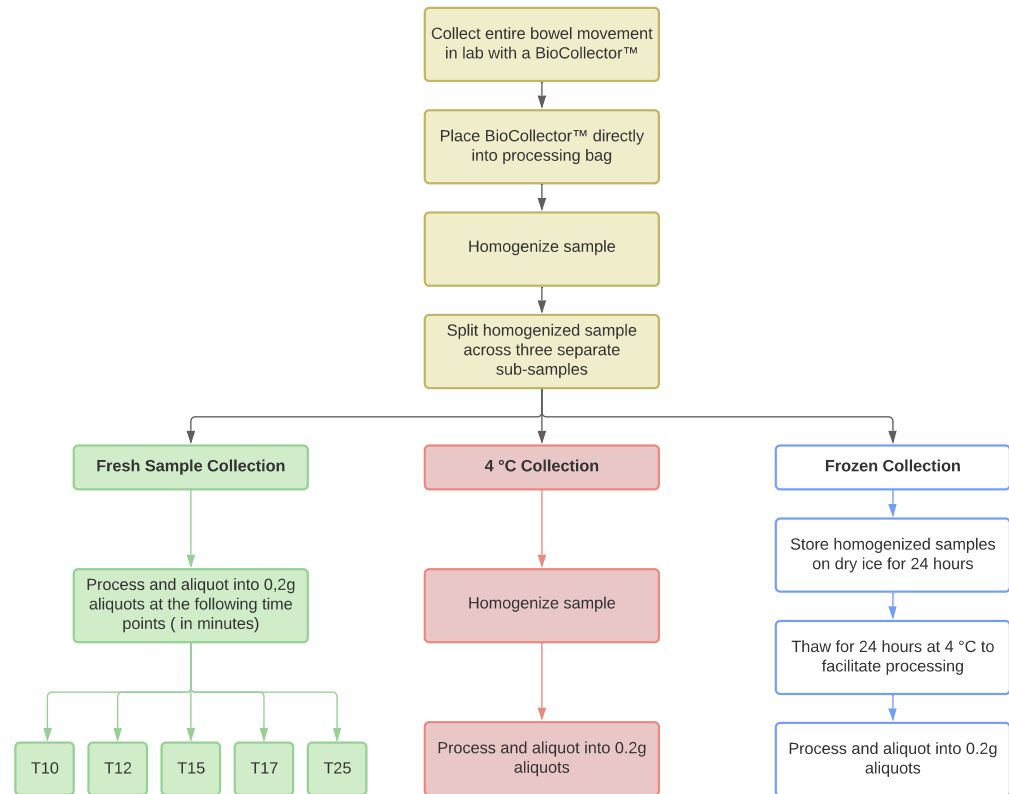 Collect entire bowel movement
in lab with a BioCollector™
Place BioCollector™ directly
into processing bag
Homogenize sample
Split homogenized sample
across three separate
sub-samples
Fresh Sample Collection
Process and aliquot into 0,2g
aliquots at the following time
points ( in minutes)
T10
T12
T15
T17
T25
4 °C Collection
Homogenize sample
Process and aliquot into 0.2g
aliquots
Frozen Collection
Store homogenized samples
on dry ice for 24 hours
Thaw for 24 hours at 4 °C to
facilitate processing
Process and aliquot into 0.2g
aliquots